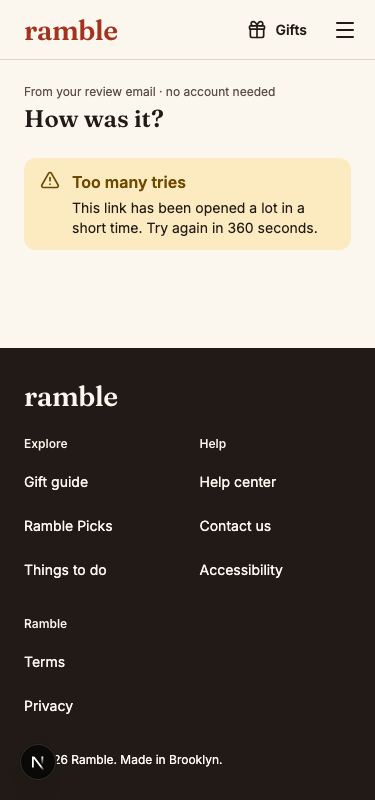 ramble
Gifts
From your review email · no account needed
How was it?
Too many tries
This link has been opened a lot in a
short time. Try again in 360 seconds.
ramble
Explore
Help
Gift guide
Help center
Ramble Picks
Contact us
Things to do
Accessibility
Ramble
Terms
Privacy
N
26 Ramble. Made in Brooklyn.